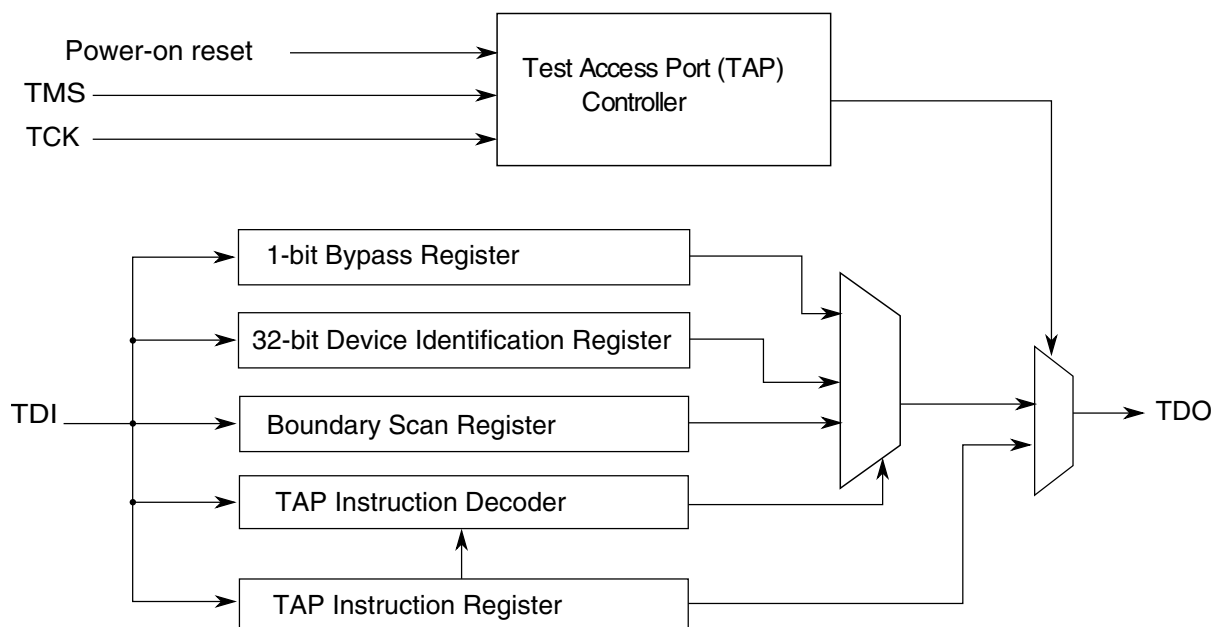 Power-on reset
TMS
TCK
Test Access Port (TAP)
Controller
1-bit Bypass Register
32-bit Device Identification Register
TDI
Boundary Scan Register
TDO
TAP Instruction Decoder
TAP Instruction Register